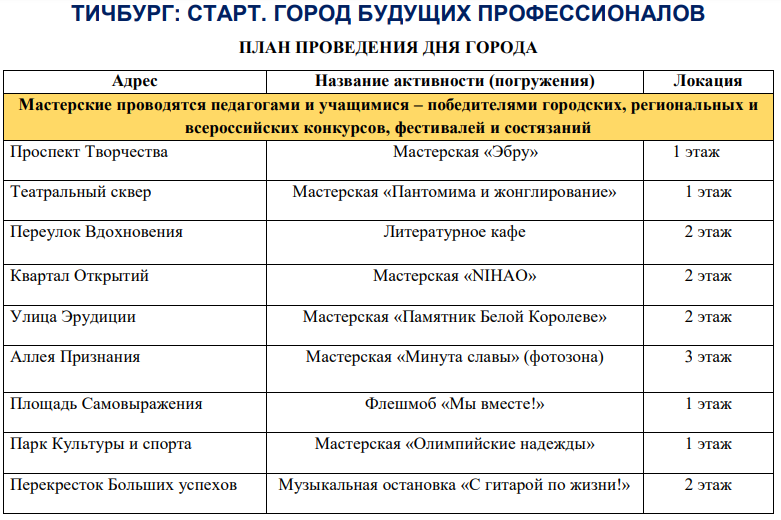 ТИЧБУРГ: СТАРТ. ГОРОД БУДУЩИХ ПРОФЕССИОНАЛОВ
ПЛАН ПРОВЕДЕНИЯ ДНЯ ГОРОДА
Адрес Название активности (погружения) Локация
Мастерские проводятся педагогами и учащимися – победителями городских, региональных и
всероссийских конкурсов, фестивалей и состязаний
Проспект Творчества Мастерская «Эбру» 1 этаж
Театральный сквер Мастерская «Пантомима и жонглирование» 1 этаж
Переулок Вдохновения Литературное кафе 2 этаж
Квартал Открытий Мастерская «NIHAO» 2 этаж
Улица Эрудиции Мастерская «Памятник Белой Королеве» 2 этаж
Аллея Признания Мастерская «Минута славы» (фотозона) 3 этаж
Площадь Самовыражения Флешмоб «Мы вместе!» 1 этаж
Парк Культуры и спорта Мастерская «Олимпийские надежды» 1 этаж
Перекресток Больших успехов Музыкальная остановка «С гитарой по жизни!» 2 этаж